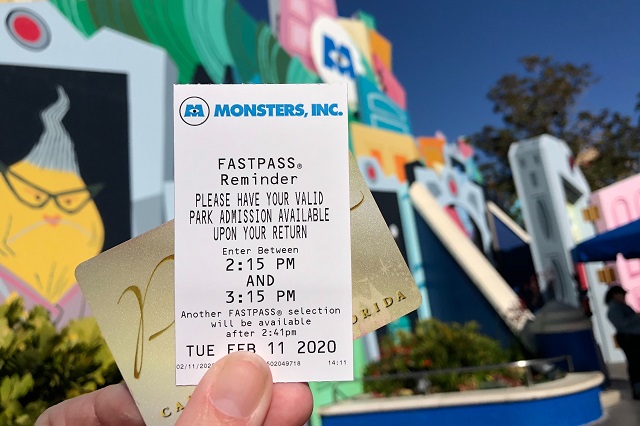 MONSTERS, INC.
FASTPASS®
Reminder
PLEASE HAVE YOUR VALID
PARK ADMISSION AVAILABLE
UPON YOUR RETURN
Enter Between
2:15 PM
AND
3:15 PM
Another FASTPASS® selection
will be available
after 2:41pm
TUE FEB 11 2020
14:11